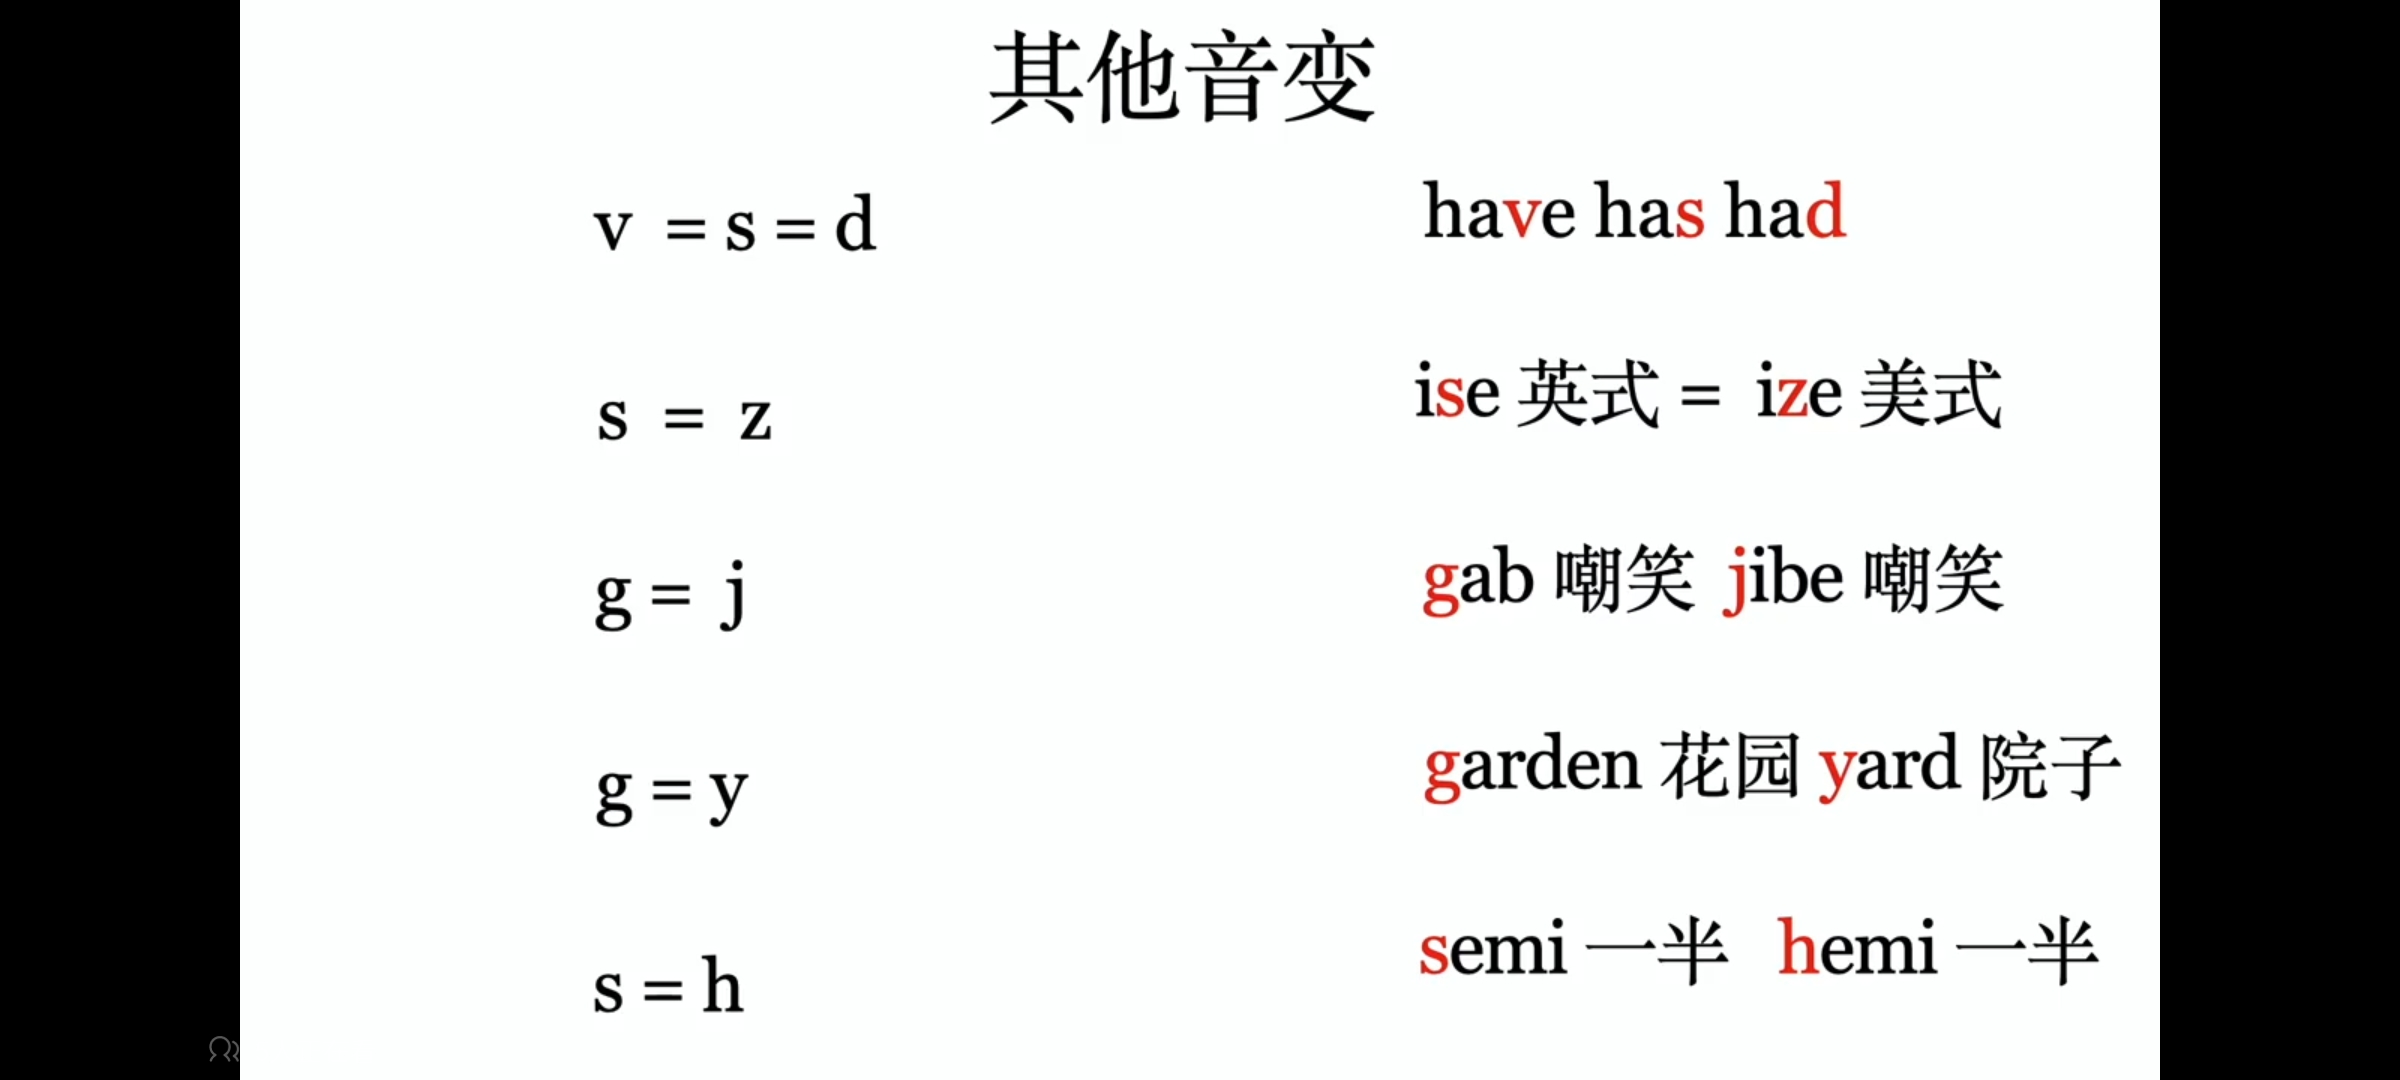 其他音变
v = s = d
have has had
s = z
ise 英式 = ize 美式
g = j
gab 嘲笑 jibe 嘲笑
g = y
garden 花园 yard 院子
s = h
semi 一半 hemi 一半